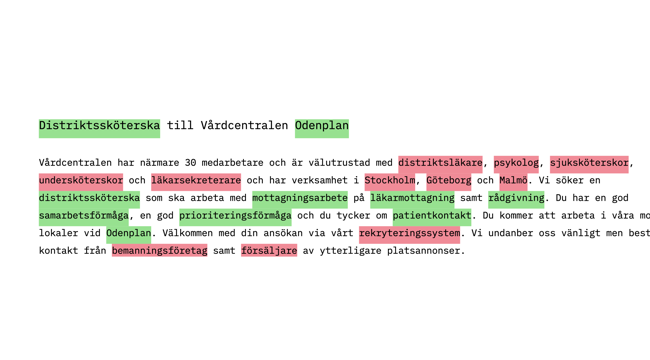 Distriktssköterska till Vårdcentralen Odenplan
Vårdcentralen har närmare 30 medarbetare och är välutrustad med distriktsläkare, psykolog, sjuksköterskor,
undersköterskor och läkarsekreterare och har verksamhet i Stockholm, Göteborg och Malmö. Vi söker en
distriktssköterska som ska arbeta med mottagningsarbete på läkarmottagning samt rådgivning. Du har en god
samarbetsförmåga, en god prioriteringsförmåga och du tycker om patientkontakt. Du kommer att arbeta i våra mo
lokaler vid Odenplan. Välkommen med din ansökan via vårt rekryteringssystem. Vi undanber oss vänligt men best
kontakt från bemanningsföretag samt försäljare av ytterligare platsannonser.